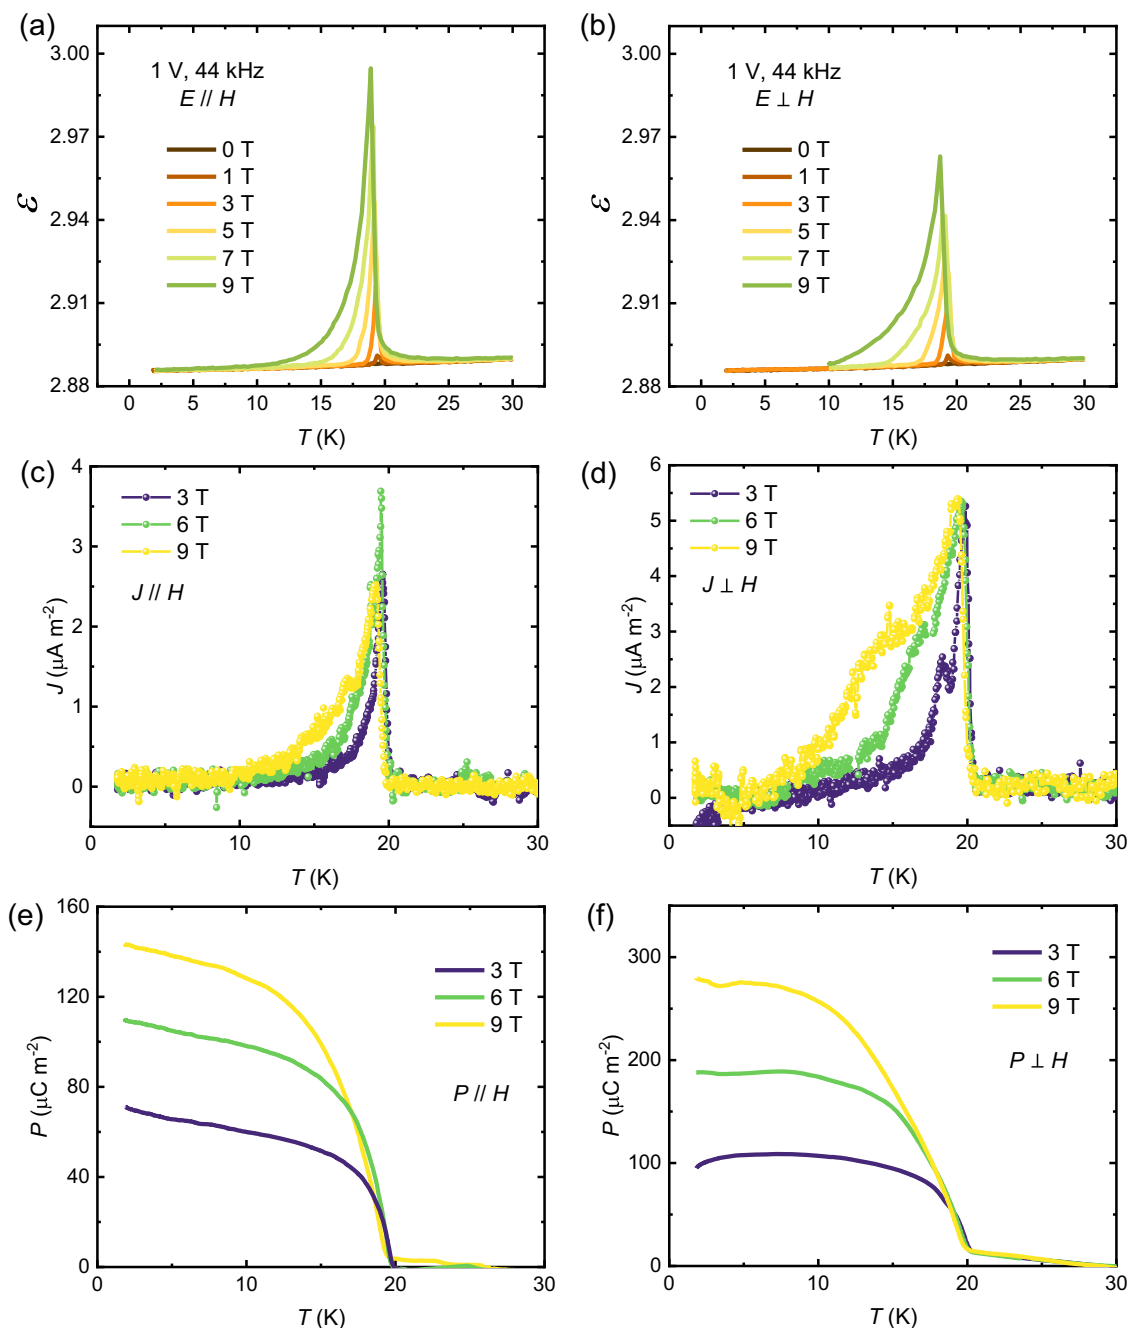 (a)
3.00
2.97
2.94
2.91
2.88
ε
1 V, 44 kHz
E // H
0 T
1 T
3 T
5 T
7 T
9 T
0 5 10 15 20 25 30
T (K)
(b)
3.00
2.97
2.94
2.91
2.88
ε
1 V, 44 kHz
E ⊥ H
0 T
1 T
3 T
5 T
7 T
9 T
0 5 10 15 20 25 30
T (K)
(c)
4
3
2
1
0
J (μA m⁻²)
3 T
6 T
9 T
J // H
0 10 20 30
T (K)
(d)
6
5
4
3
2
1
0
J (μA m⁻²)
3 T
6 T
9 T
J ⊥ H
0 10 20 30
T (K)
(e)
160
120
80
40
0
P (μC m⁻²)
3 T
6 T
9 T
P // H
0 10 20 30
T (K)
(f)
300
200
100
0
P (μC m⁻²)
3 T
6 T
9 T
P ⊥ H
0 10 20 30
T (K)